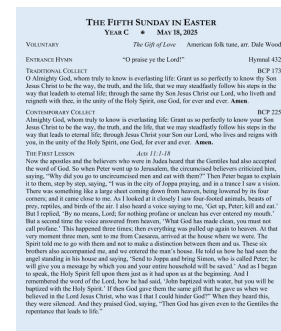 THE FIFTH SUNDAY IN EASTER
YEAR C ★ MAY 18, 2025
VOLUNTARY The Gift of Love American folk tune, arr. Dale Wood
ENTRANCE HYMN “O praise ye the Lord!” Hymnal 432
TRADITIONAL COLLECT BCP 173
O Almighty God, whom truly to know is everlasting life: Grant us so perfectly to know thy Son
Jesus Christ to be the way, the truth, and the life, that we may steadfastly follow his steps in the
way that leadeth to eternal life; through the same thy Son Jesus Christ our Lord, who liveth and
reigneth with thee, in the unity of the Holy Spirit, one God, for ever and ever. Amen.
CONTEMPORARY COLLECT BCP 225
Almighty God, whom truly to know is everlasting life: Grant us so perfectly to know your Son
Jesus Christ to be the way, the truth, and the life, that we may steadfastly follow his steps in the
way that leads to eternal life; through Jesus Christ your Son our Lord, who lives and reigns with
you, in the unity of the Holy Spirit, one God, for ever and ever. Amen.
THE FIRST LESSON Acts 11:1-18
Now the apostles and the believers who were in Judea heard that the Gentiles had also accepted
the word of God. So when Peter went up to Jerusalem, the circumcised believers criticized him,
saying, “Why did you go to uncircumcised men and eat with them?” Then Peter began to explain
it to them, step by step, saying, “I was in the city of Joppa praying, and in a trance I saw a vision.
There was something like a large sheet coming down from heaven, being lowered by its four
corners; and it came close to me. As I looked at it closely I saw four-footed animals, beasts of
prey, reptiles, and birds of the air. I also heard a voice saying to me, ‘Get up, Peter; kill and eat.’
But I replied, ‘By no means, Lord; for nothing profane or unclean has ever entered my mouth.’
But a second time the voice answered from heaven, ‘What God has made clean, you must not
call profane.’ This happened three times; then everything was pulled up again to heaven. At that
very moment three men, sent to me from Caesarea, arrived at the house where we were. The
Spirit told me to go with them and not to make a distinction between them and us. These six
brothers also accompanied me, and we entered the man’s house. He told us how he had seen the
angel standing in his house and saying, ‘Send to Joppa and bring Simon, who is called Peter; he
will give you a message by which you and your entire household will be saved.’ And as I began
to speak, the Holy Spirit fell upon them just as it had upon us at the beginning. And I
remembered the word of the Lord, how he had said, ‘John baptized with water, but you will be
baptized with the Holy Spirit.’ If then God gave them the same gift that he gave us when we
believed in the Lord Jesus Christ, who was I that I could hinder God?” When they heard this,
they were silenced. And they praised God, saying, “Then God has given even to the Gentiles the
repentance that leads to life.”